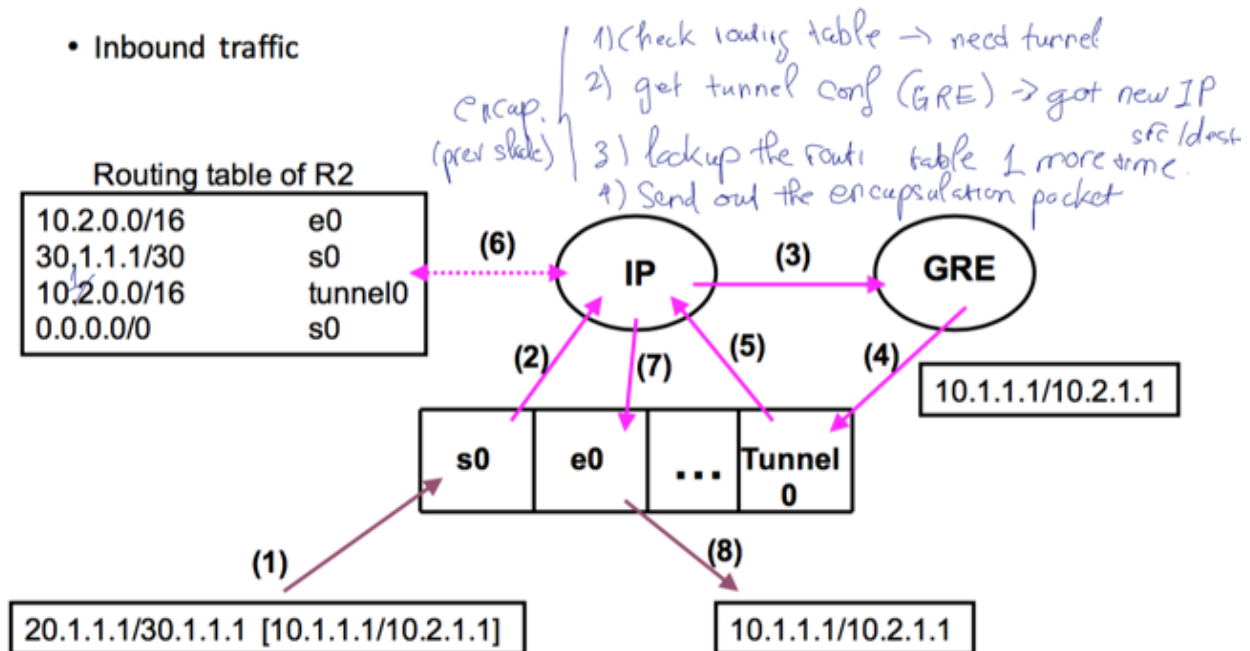 • Inbound traffic
encap.
(prev slide)
1) Check routing table → need tunnel
2) get tunnel conf (GRE) → got new IP
src/dest
3) lookup the routi table 1 more time.
4) Send out the encapsulation packet
Routing table of R2
10.2.0.0/16 e0
30.1.1.1/30 s0
1
10.2.0.0/16 tunnel0
0.0.0.0/0 s0
(6)
IP
(3)
GRE
(2)
(7)
(5)
(4)
10.1.1.1/10.2.1.1
s0
e0
...
Tunnel
0
(1)
(8)
20.1.1.1/30.1.1.1 [10.1.1.1/10.2.1.1]
10.1.1.1/10.2.1.1